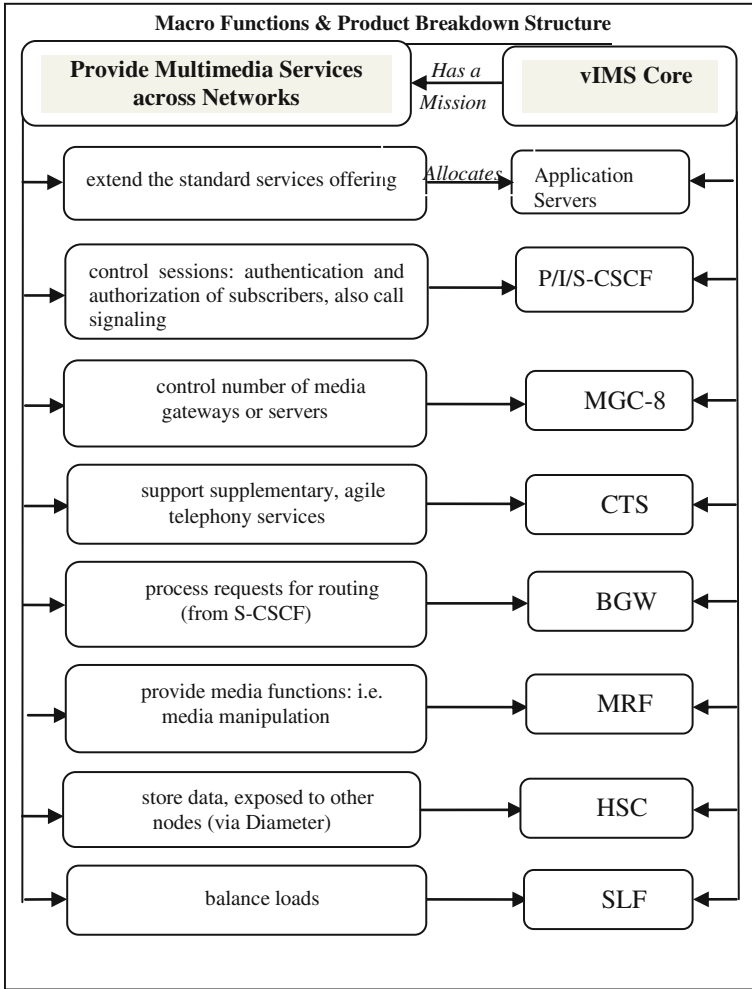 Macro Functions & Product Breakdown Structure
Provide Multimedia Services
across Networks
Has a
Mission
vIMS Core
extend the standard services offering
Allocates
Application
Servers
control sessions: authentication and
authorization of subscribers, also call
signaling
P/I/S-CSCF
control number of media
gateways or servers
MGC-8
support supplementary, agile
telephony services
CTS
process requests for routing
(from S-CSCF)
BGW
provide media functions: i.e.
media manipulation
MRF
store data, exposed to other
nodes (via Diameter)
HSC
balance loads
SLF